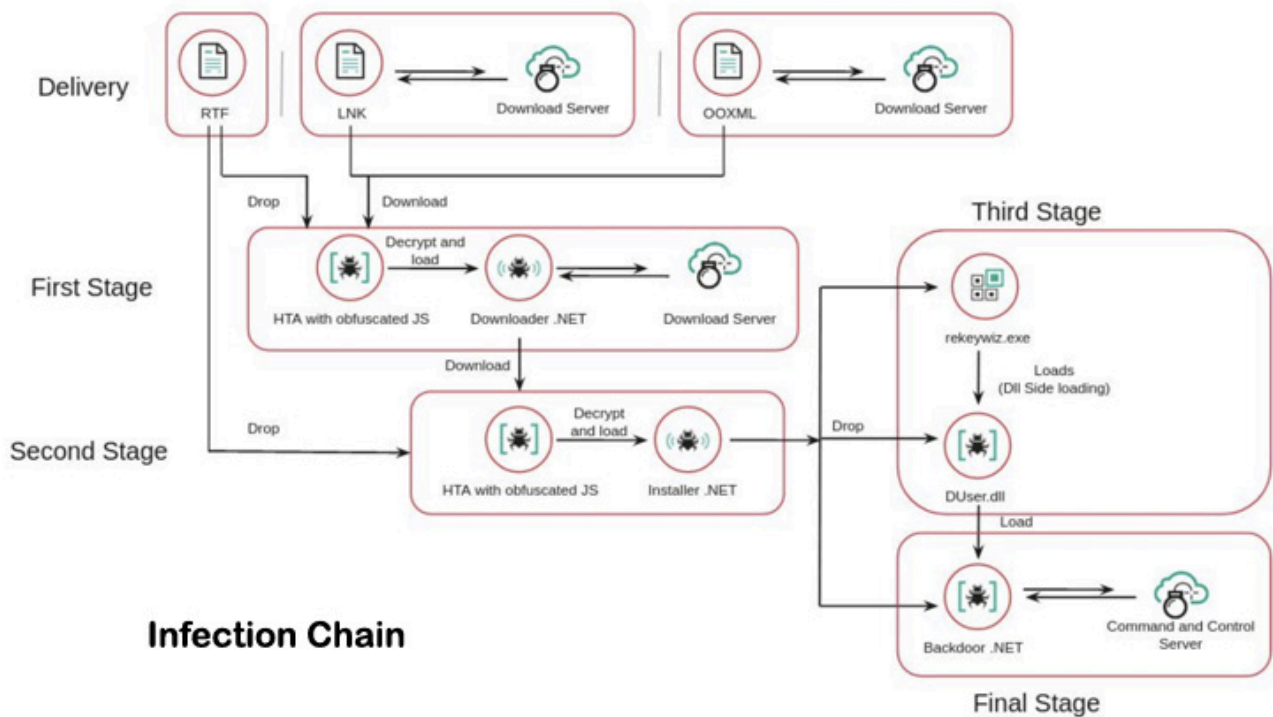 Delivery
RTF
LNK
Download Server
OOXML
Download Server
Drop
Download
Third Stage
First Stage
HTA with obfuscated JS
Decrypt and
load
Downloader .NET
Download Server
rekeywiz.exe
Download
Loads
(Dll Side loading)
Second Stage
Drop
HTA with obfuscated JS
Decrypt
and load
Installer .NET
Drop
DUser.dll
Load
Infection Chain
Backdoor .NET
Command and Control
Server
Final Stage